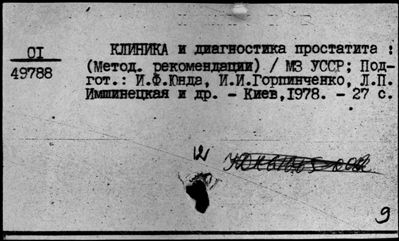 01
49788
КЛИНИКА и диагностика простатита :
(Метод. рекомендации) / МЗ УССР; Под-
гот.: И.Ф.Юнда, И.И.Горпинченко, Л.П.
Имшинецкая и др. - Киев,1978. - 27 с.
9